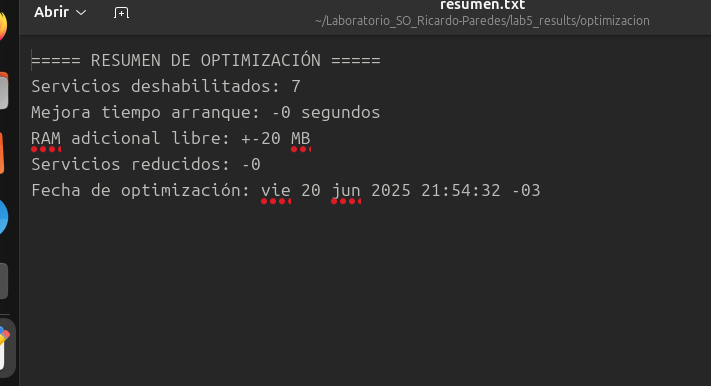 Abrir
resumen.txt
~/Laboratorio_SO_Ricardo-Paredes/lab5_results/optimizacion
===== RESUMEN DE OPTIMIZACIÓN =====
Servicios deshabilitados: 7
Mejora tiempo arranque: -0 segundos
RAM adicional libre: +-20 MB
Servicios reducidos: -0
Fecha de optimización: vie 20 jun 2025 21:54:32 -03